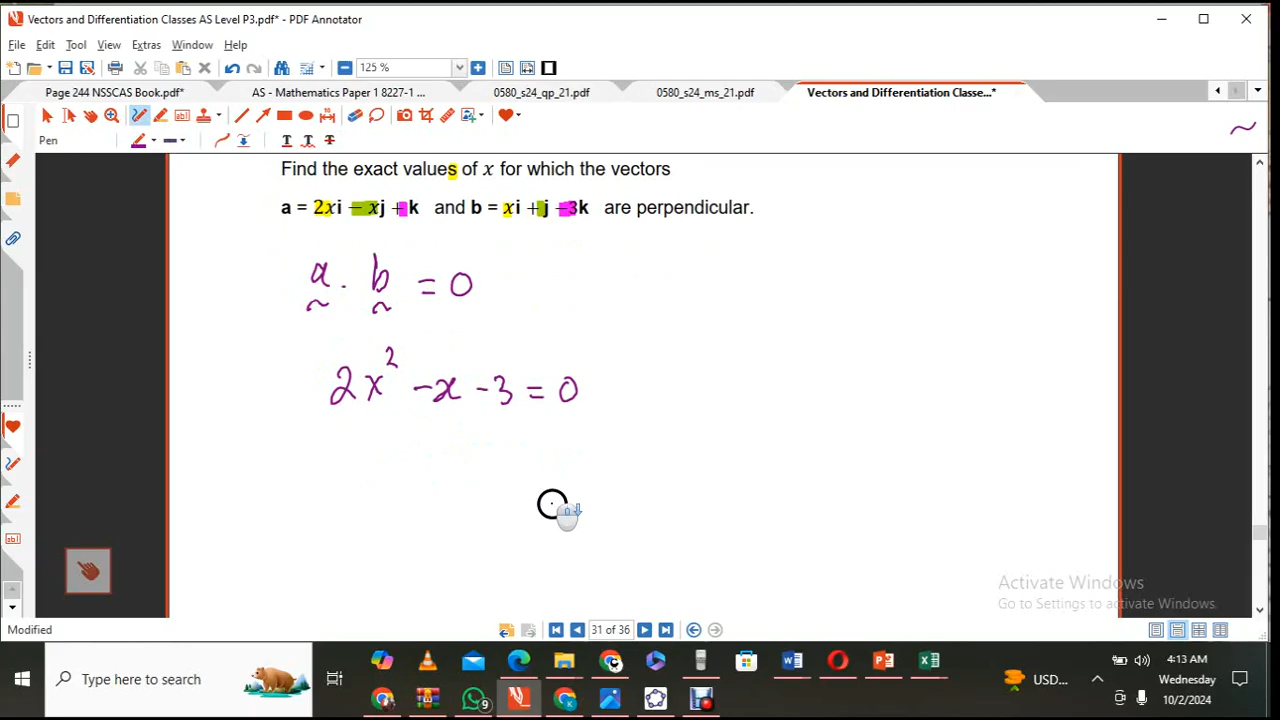 Vectors and Differentiation Classes AS Level P3.pdf* - PDF Annotator
File Edit Tool View Extras Window Help
125 %
Page 244 NSSCAS Book.pdf* AS - Mathematics Paper 1 8227-1 ... 0580_s24_qp_21.pdf 0580_s24_ms_21.pdf Vectors and Differentiation Classe...*
Pen
Find the exact values of x for which the vectors
a = 2xi − xj + k and b = xi + j −3k are perpendicular.
a . b = 0
2x² -x -3 = 0
Activate Windows
Go to Settings to activate Windows.
Modified 31 of 36
Type here to search
USD...
4:13 AM
Wednesday
10/2/2024
9